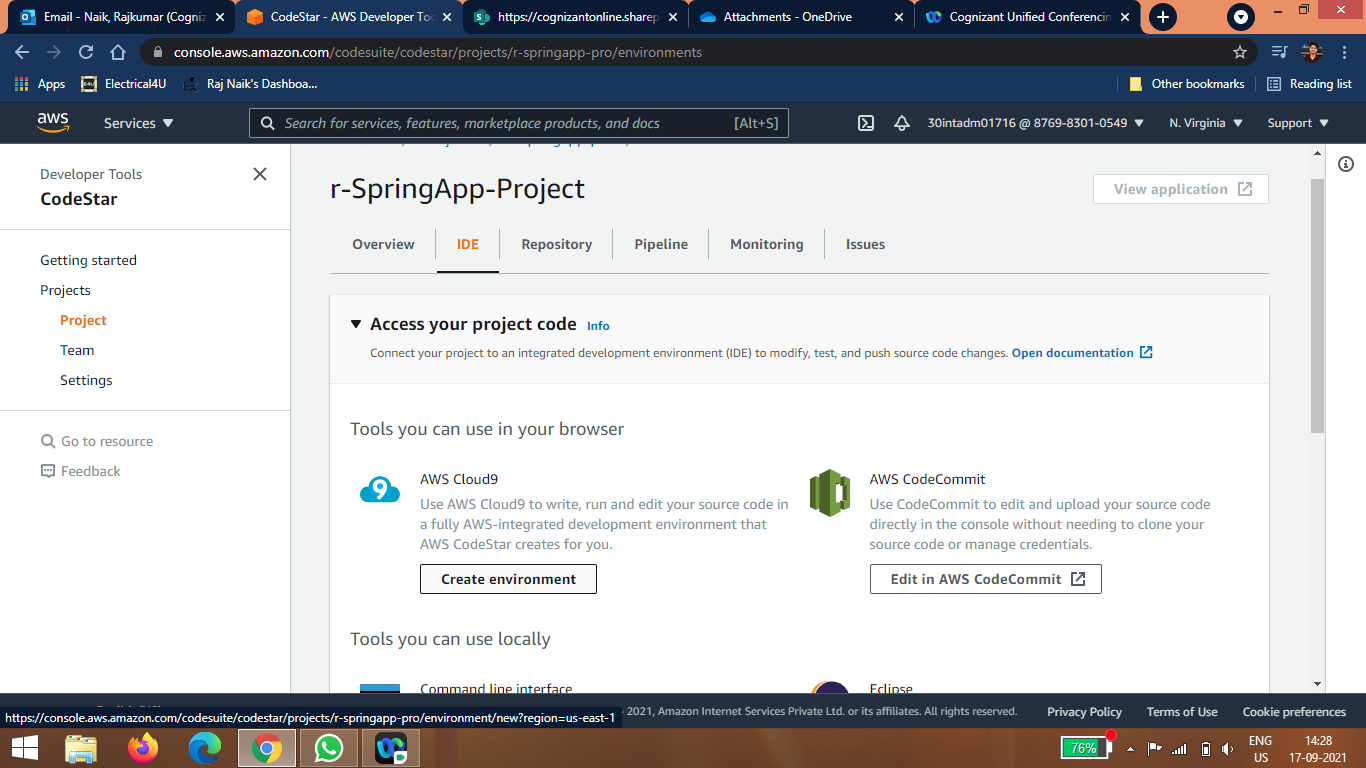 Email - Naik, Rajkumar (Cogniz
CodeStar - AWS Developer Too
https://cognizantonline.sharep
Attachments - OneDrive
Cognizant Unified Conferencin
console.aws.amazon.com/codesuite/codestar/projects/r-springapp-pro/environments
Apps
Electrical4U
Raj Naik's Dashboa...
Other bookmarks
Reading list
aws
Services
Search for services, features, marketplace products, and docs
[Alt+S]
30intadm01716 @ 8769-8301-0549
N. Virginia
Support
Developer Tools
CodeStar
Getting started
Projects
Project
Team
Settings
Go to resource
Feedback
r-SpringApp-Project
View application
Overview
IDE
Repository
Pipeline
Monitoring
Issues
Access your project code Info
Connect your project to an integrated development environment (IDE) to modify, test, and push source code changes. Open documentation
Tools you can use in your browser
9
AWS Cloud9
Use AWS Cloud9 to write, run and edit your source code in
a fully AWS-integrated development environment that
AWS CodeStar creates for you.
Create environment
AWS CodeCommit
Use CodeCommit to edit and upload your source code
directly in the console without needing to clone your
source code or manage credentials.
Edit in AWS CodeCommit
Tools you can use locally
Command line interface
Eclipse
https://console.aws.amazon.com/codesuite/codestar/projects/r-springapp-pro/environment/new?region=us-east-1
- 2021, Amazon Internet Services Private Ltd. or its affiliates. All rights reserved.
Privacy Policy
Terms of Use
Cookie preferences
76%
ENG
US
14:28
17-09-2021